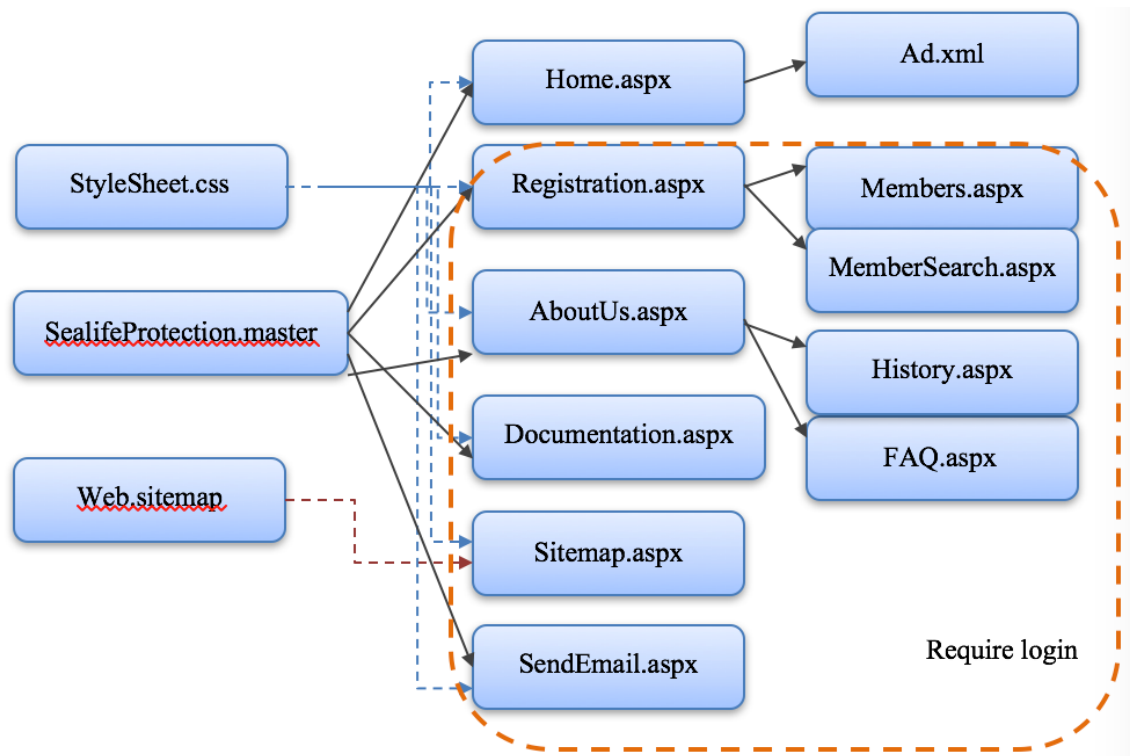 Home.aspx
Ad.xml
StyleSheet.css
Registration.aspx
Members.aspx
MemberSearch.aspx
SealifeProtection.master
AboutUs.aspx
History.aspx
Documentation.aspx
FAQ.aspx
Web.sitemap
Sitemap.aspx
SendEmail.aspx
Require login